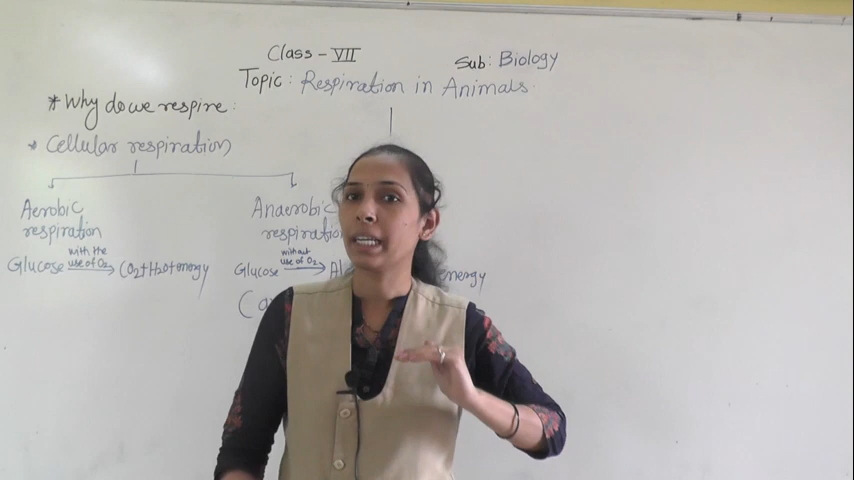 Class - VII
Sub: Biology
Topic: Respiration in Animals.
* Why do we respire:
* Cellular respiration
Aerobic
respiration
Anaerobic
respiration
Glucose with the use of O2 → CO2+H2O+energy
Glucose without use of O2 → energy